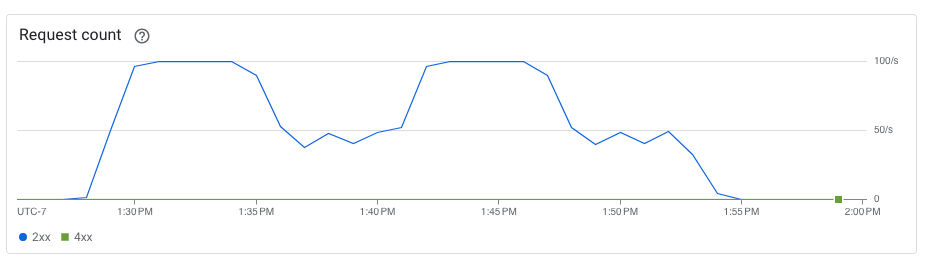 Request count
100/s
50/s
0
UTC-7 1:30 PM 1:35 PM 1:40 PM 1:45 PM 1:50 PM 1:55 PM 2:00 PM
2xx 4xx